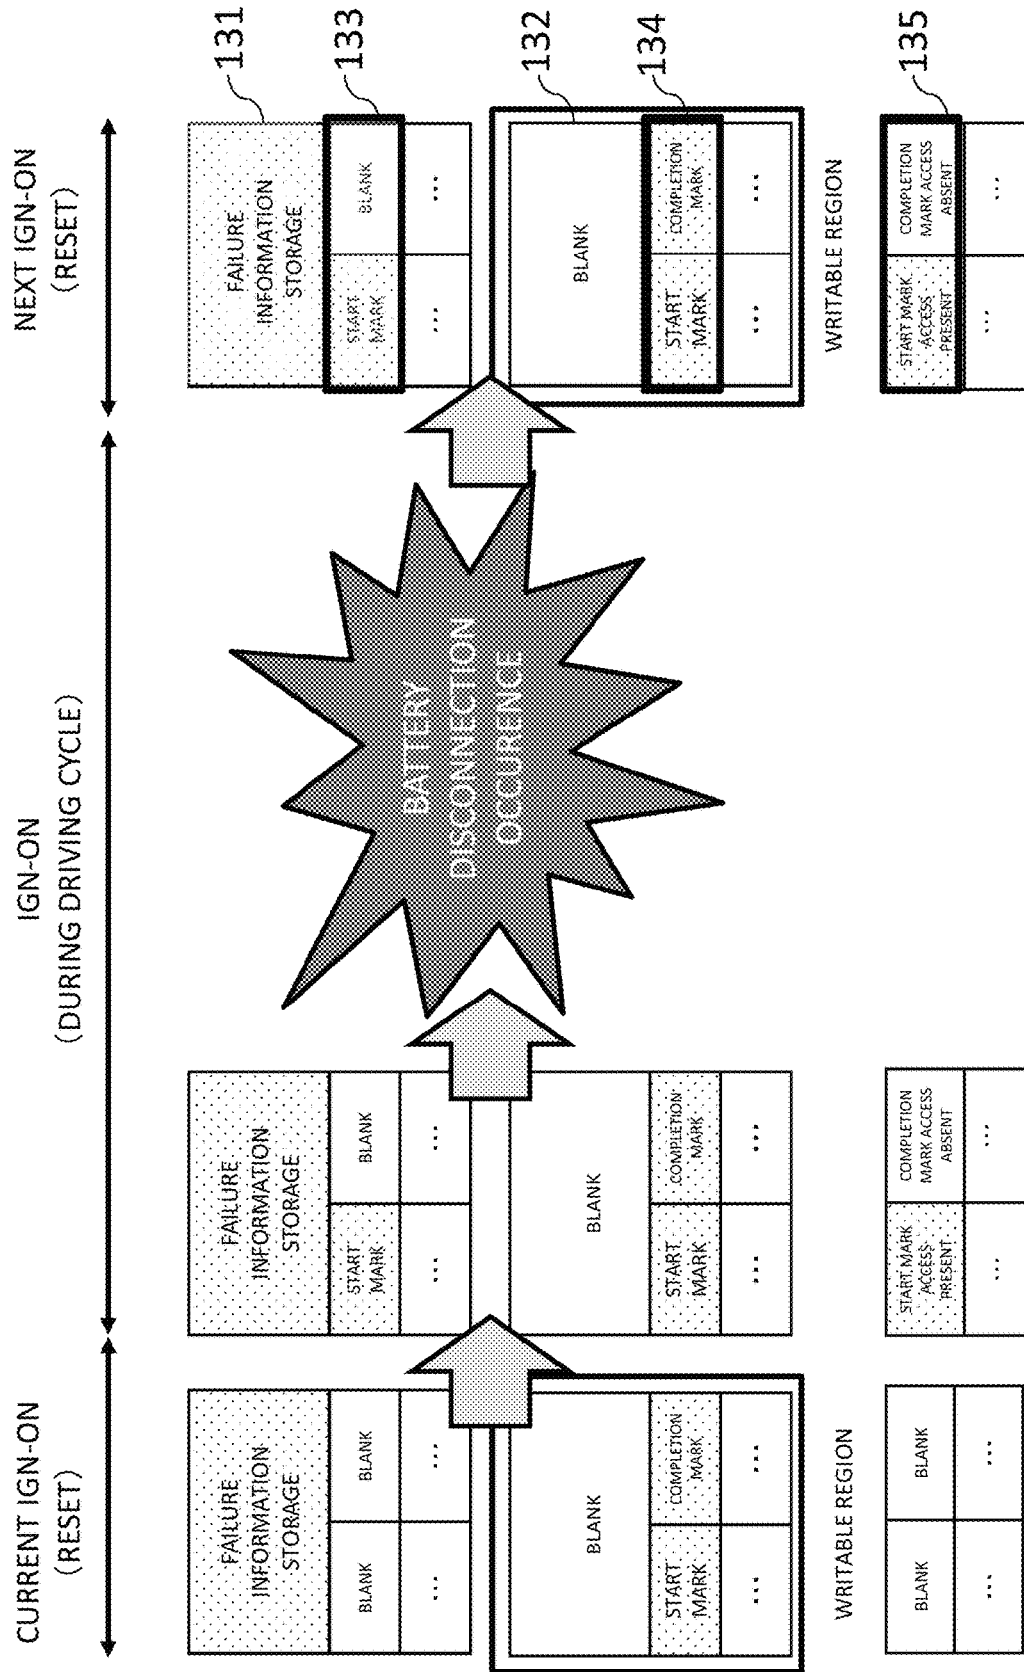 CURRENT IGN-ON
(RESET)
IGN-ON
(DURING DRIVING CYCLE)
NEXT IGN-ON
(RESET)
FAILURE
INFORMATION
STORAGE
BLANK
BLANK
...
...
BLANK
START
MARK
COMPLETION
MARK
...
...
WRITABLE REGION
BLANK
BLANK
...
...
FAILURE
INFORMATION
STORAGE
START
MARK
BLANK
...
...
BLANK
START
MARK
COMPLETION
MARK
...
...
START MARK
ACCESS
PRESENT
COMPLETION
MARK ACCESS
ABSENT
...
...
BATTERY
DISCONNECTION
OCCURENCE
FAILURE
INFORMATION
STORAGE
START
MARK
BLANK
...
...
BLANK
START
MARK
COMPLETION
MARK
...
...
WRITABLE REGION
START MARK
ACCESS
PRESENT
COMPLETION
MARK ACCESS
ABSENT
...
...
131
133
132
134
135